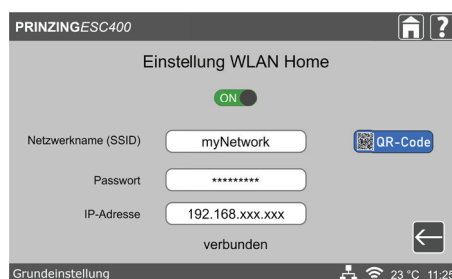 PRINZINGESC400
?
Einstellung WLAN Home
ON
Netzwerkname (SSID) myNetwork QR-Code
Passwort *********
IP-Adresse 192.168.xxx.xxx
verbunden
Grundeinstellung 23 °C 11:25